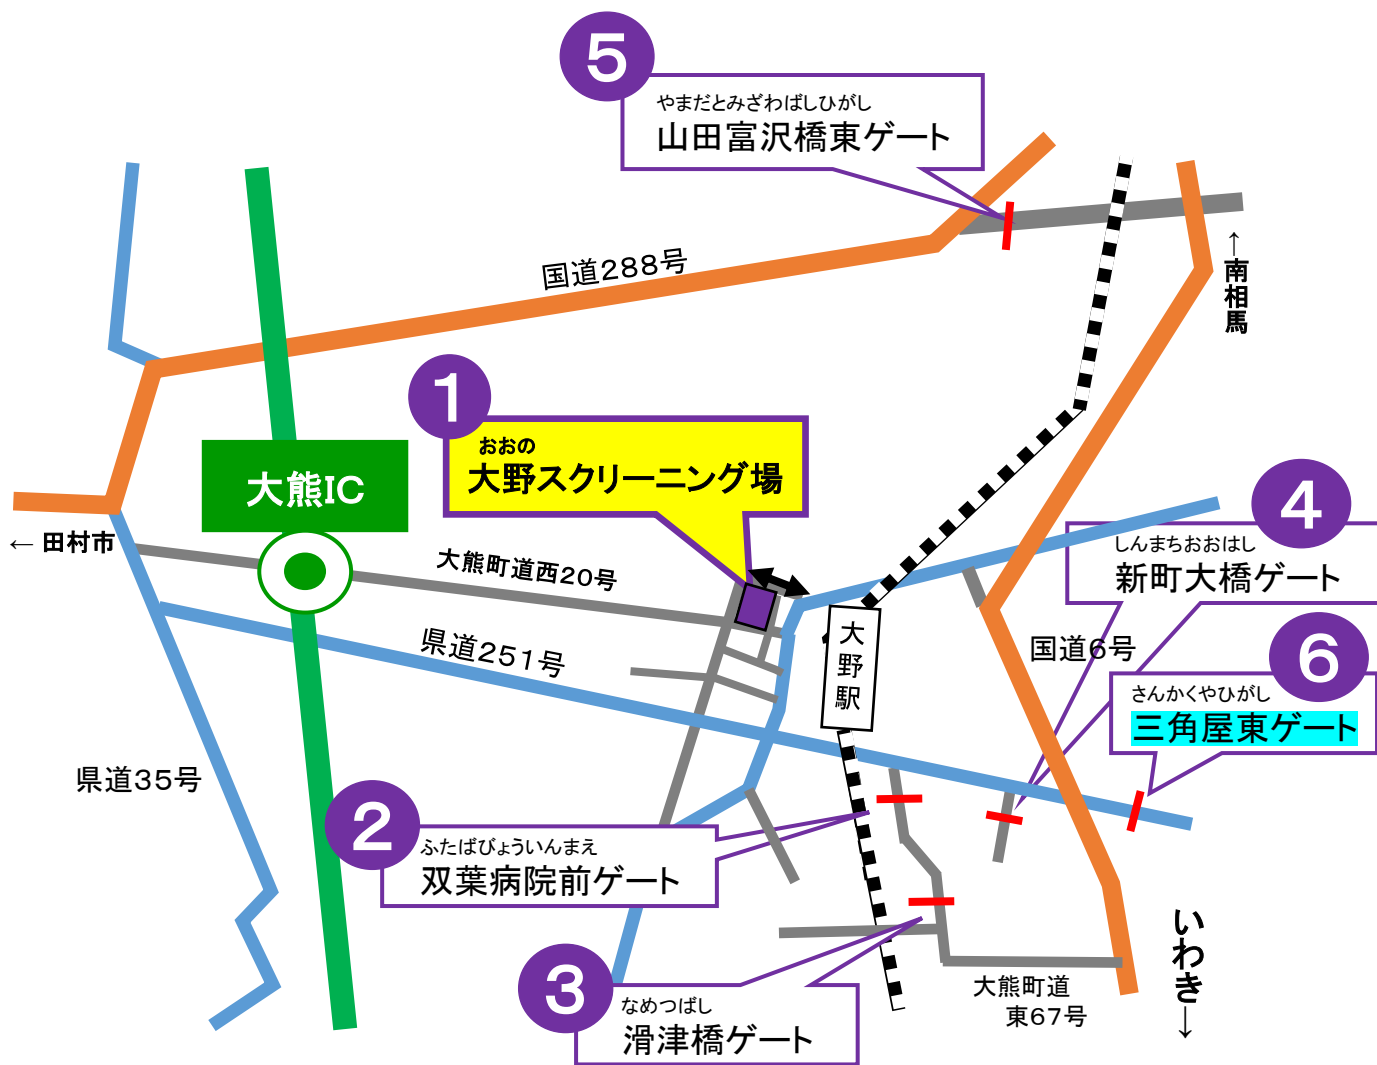 5
やまだとみざわばしひがし
山田富沢橋東ゲート
国道288号
↑
南相馬
1
おおの
大野スクリーニング場
大熊IC
← 田村市
大熊町道西20号
4
しんまちおおはし
新町大橋ゲート
県道251号
大野駅
国道6号
6
さんかくやひがし
三角屋東ゲート
県道35号
2
ふたばびょういんまえ
双葉病院前ゲート
いわき
↓
3
なめつばし
滑津橋ゲート
大熊町道
東67号